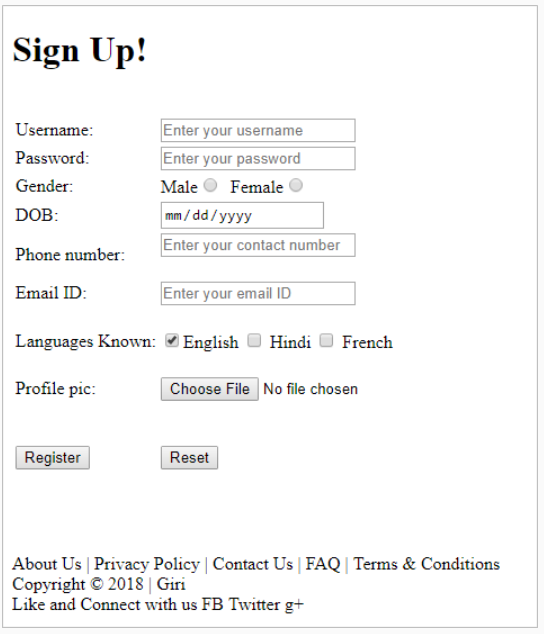 Sign Up!
Username: Enter your username
Password: Enter your password
Gender: Male Female
DOB: mm/dd/yyyy
Phone number: Enter your contact number
Email ID: Enter your email ID
Languages Known: English Hindi French
Profile pic: Choose File No file chosen
Register Reset
About Us | Privacy Policy | Contact Us | FAQ | Terms & Conditions
Copyright © 2018 | Giri
Like and Connect with us FB Twitter g+